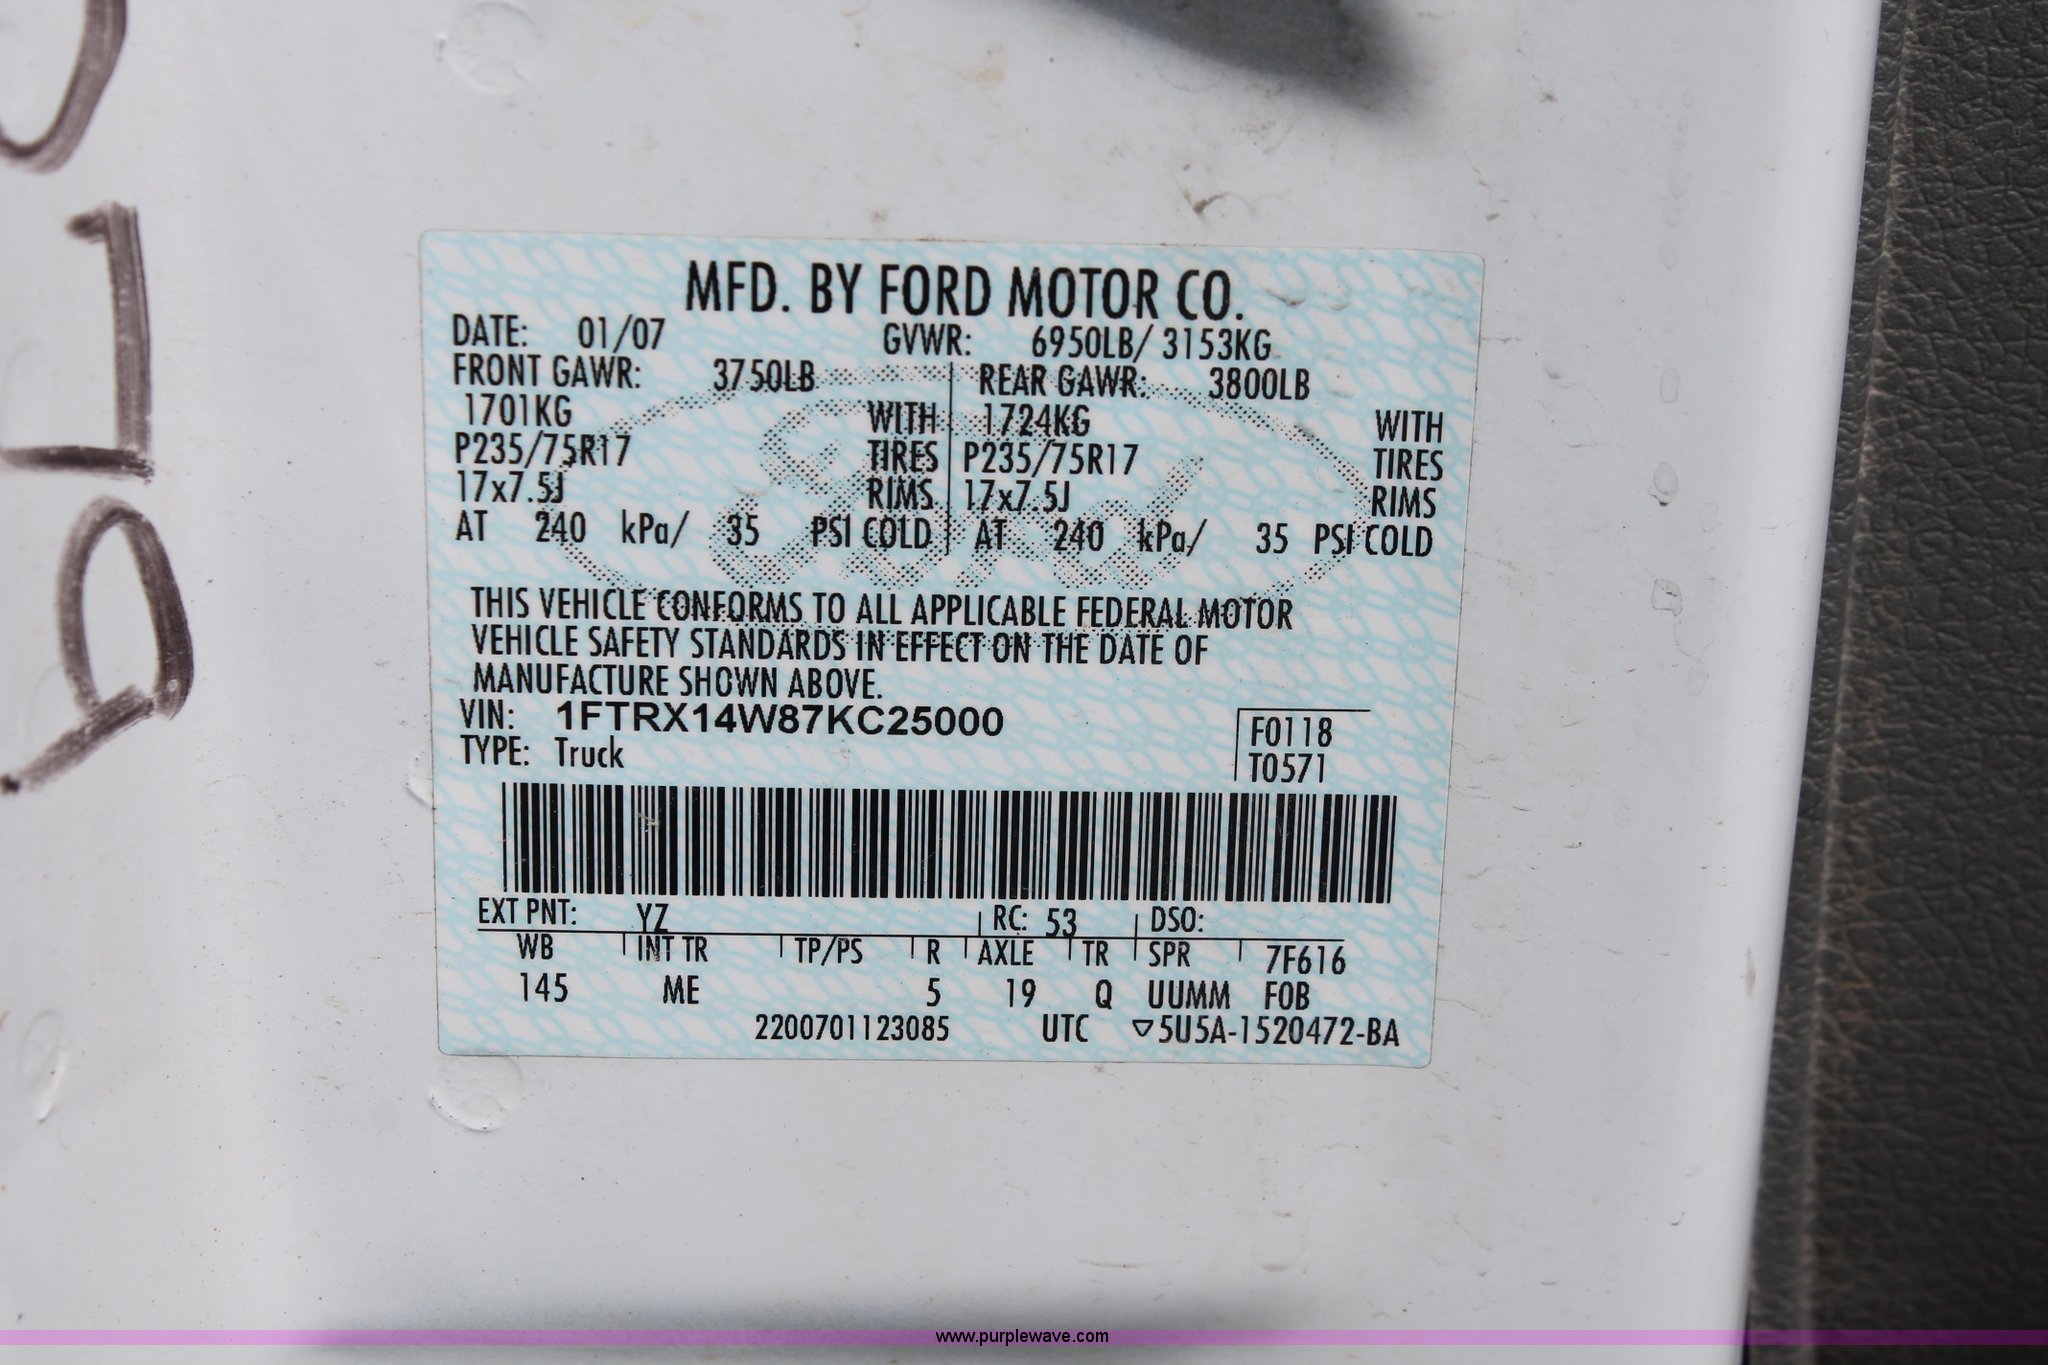 MFD. BY FORD MOTOR CO.
DATE: 01/07 GVWR: 6950LB/ 3153KG
FRONT GAWR: 3750LB REAR GAWR: 3800LB
1701KG WITH 1724KG WITH
P235/75R17 TIRES P235/75R17 TIRES
17x7.5J RIMS 17x7.5J RIMS
AT 240 kPa/ 35 PSI COLD AT 240 kPa/ 35 PSI COLD
THIS VEHICLE CONFORMS TO ALL APPLICABLE FEDERAL MOTOR
VEHICLE SAFETY STANDARDS IN EFFECT ON THE DATE OF
MANUFACTURE SHOWN ABOVE.
VIN: 1FTRX14W87KC25000 F0118
TYPE: Truck T0571
EXT PNT: YZ RC: 53 DSO:
WB INT TR TP/PS R AXLE TR SPR 7F616
145 ME 5 19 Q UUMM FOB
2200701123085 UTC ▽5U5A-1520472-BA
www.purplewave.com